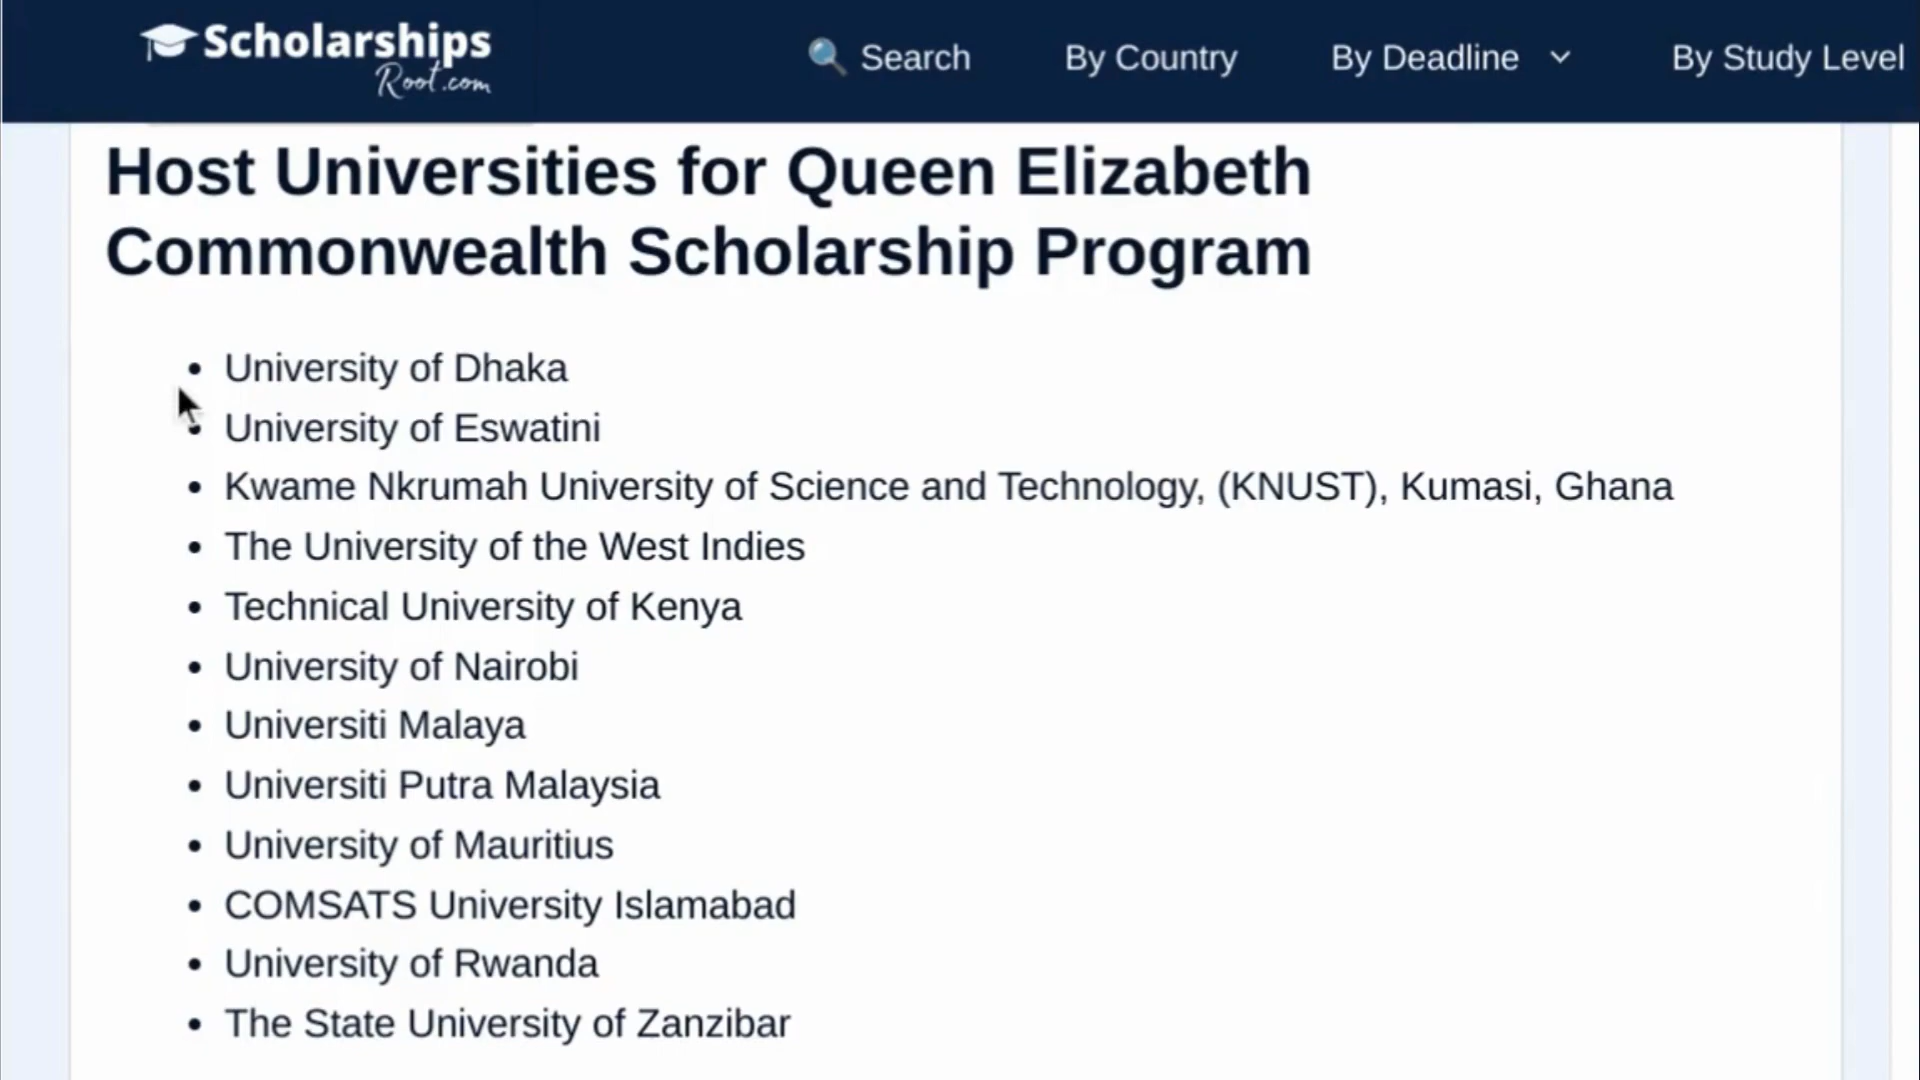 Scholarships
Root.com
🔍 Search
By Country
By Deadline
By Study Level
Host Universities for Queen Elizabeth
Commonwealth Scholarship Program
• University of Dhaka
• University of Eswatini
• Kwame Nkrumah University of Science and Technology, (KNUST), Kumasi, Ghana
• The University of the West Indies
• Technical University of Kenya
• University of Nairobi
• Universiti Malaya
• Universiti Putra Malaysia
• University of Mauritius
• COMSATS University Islamabad
• University of Rwanda
• The State University of Zanzibar